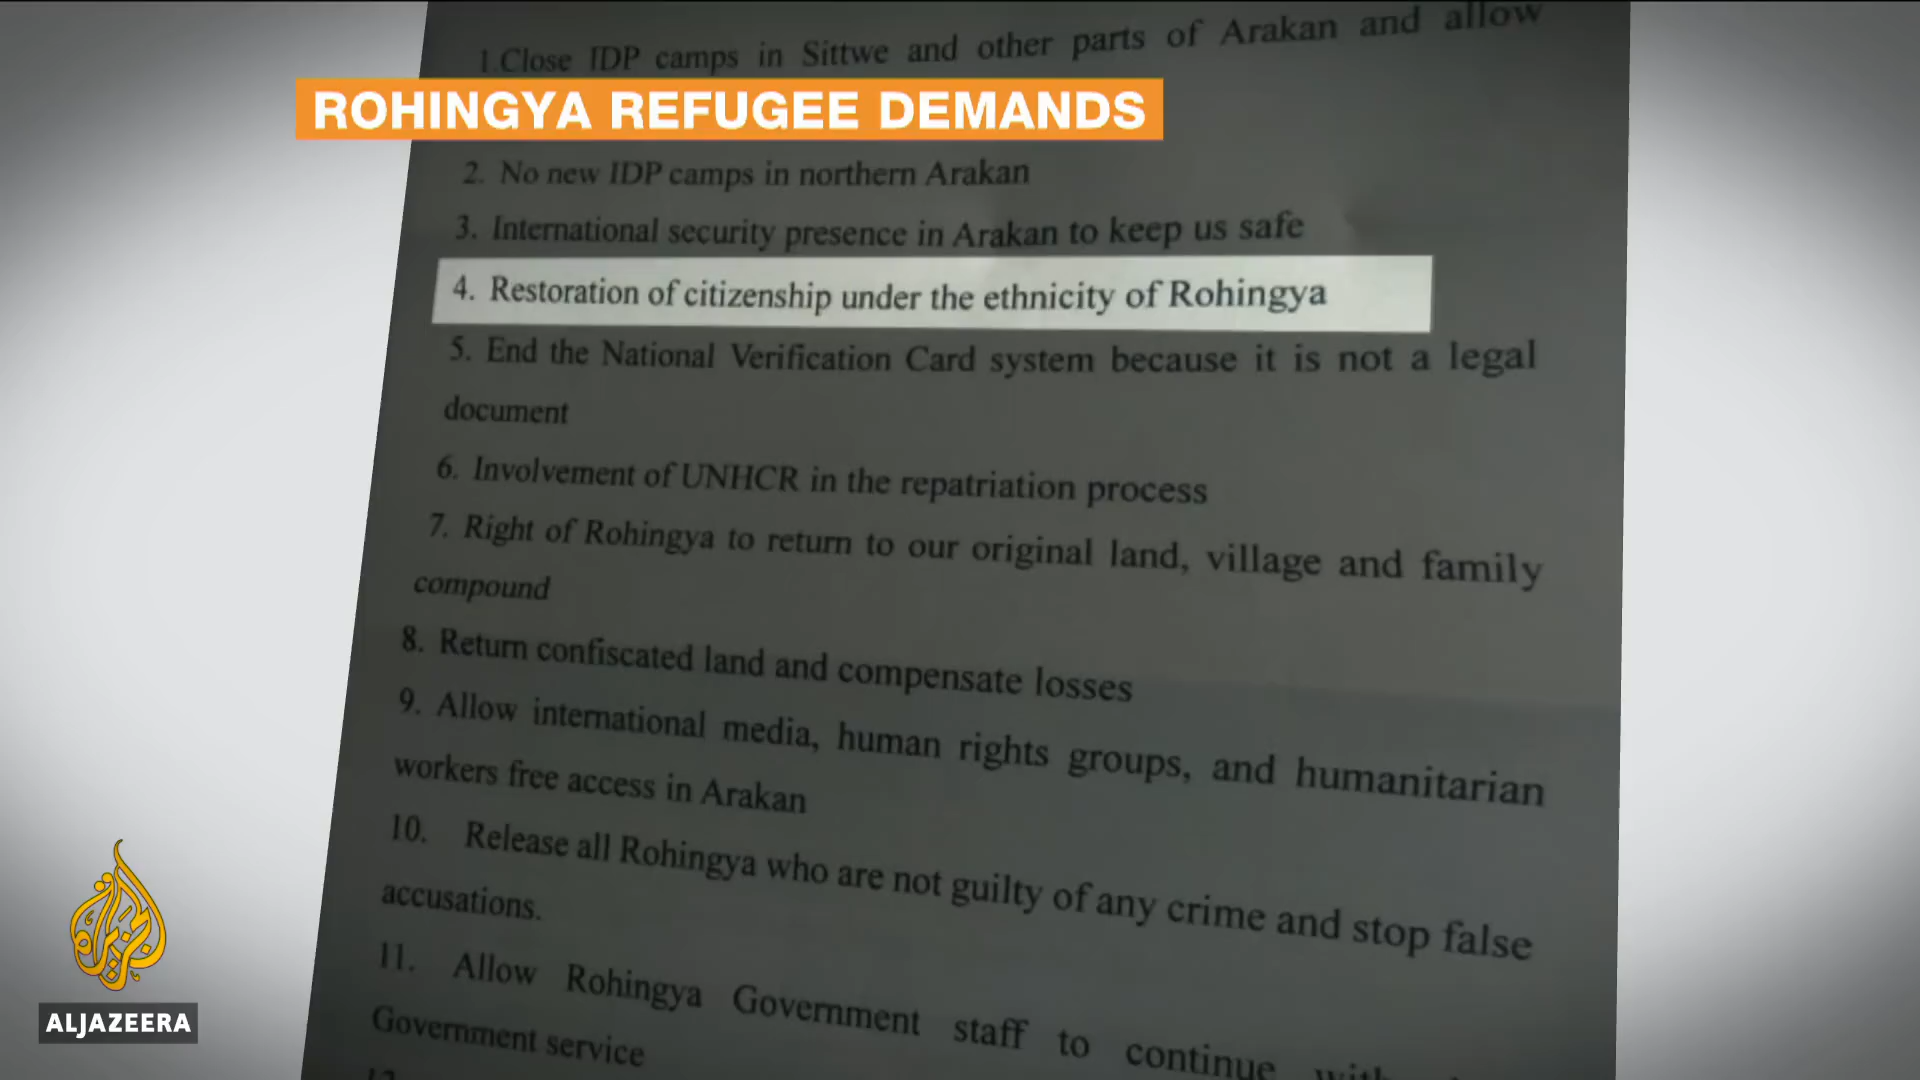 1.Close IDP camps in Sittwe and other parts of Arakan and allow
ROHINGYA REFUGEE DEMANDS
2. No new IDP camps in northern Arakan
3. International security presence in Arakan to keep us safe
4. Restoration of citizenship under the ethnicity of Rohingya
5. End the National Verification Card system because it is not a legal
document
6. Involvement of UNHCR in the repatriation process
7. Right of Rohingya to return to our original land, village and family
compound
8. Return confiscated land and compensate losses
9. Allow international media, human rights groups, and humanitarian
workers free access in Arakan
10. Release all Rohingya who are not guilty of any crime and stop false
accusations.
11. Allow Rohingya Government staff to continue
Government service
الجزيرة
ALJAZEERA